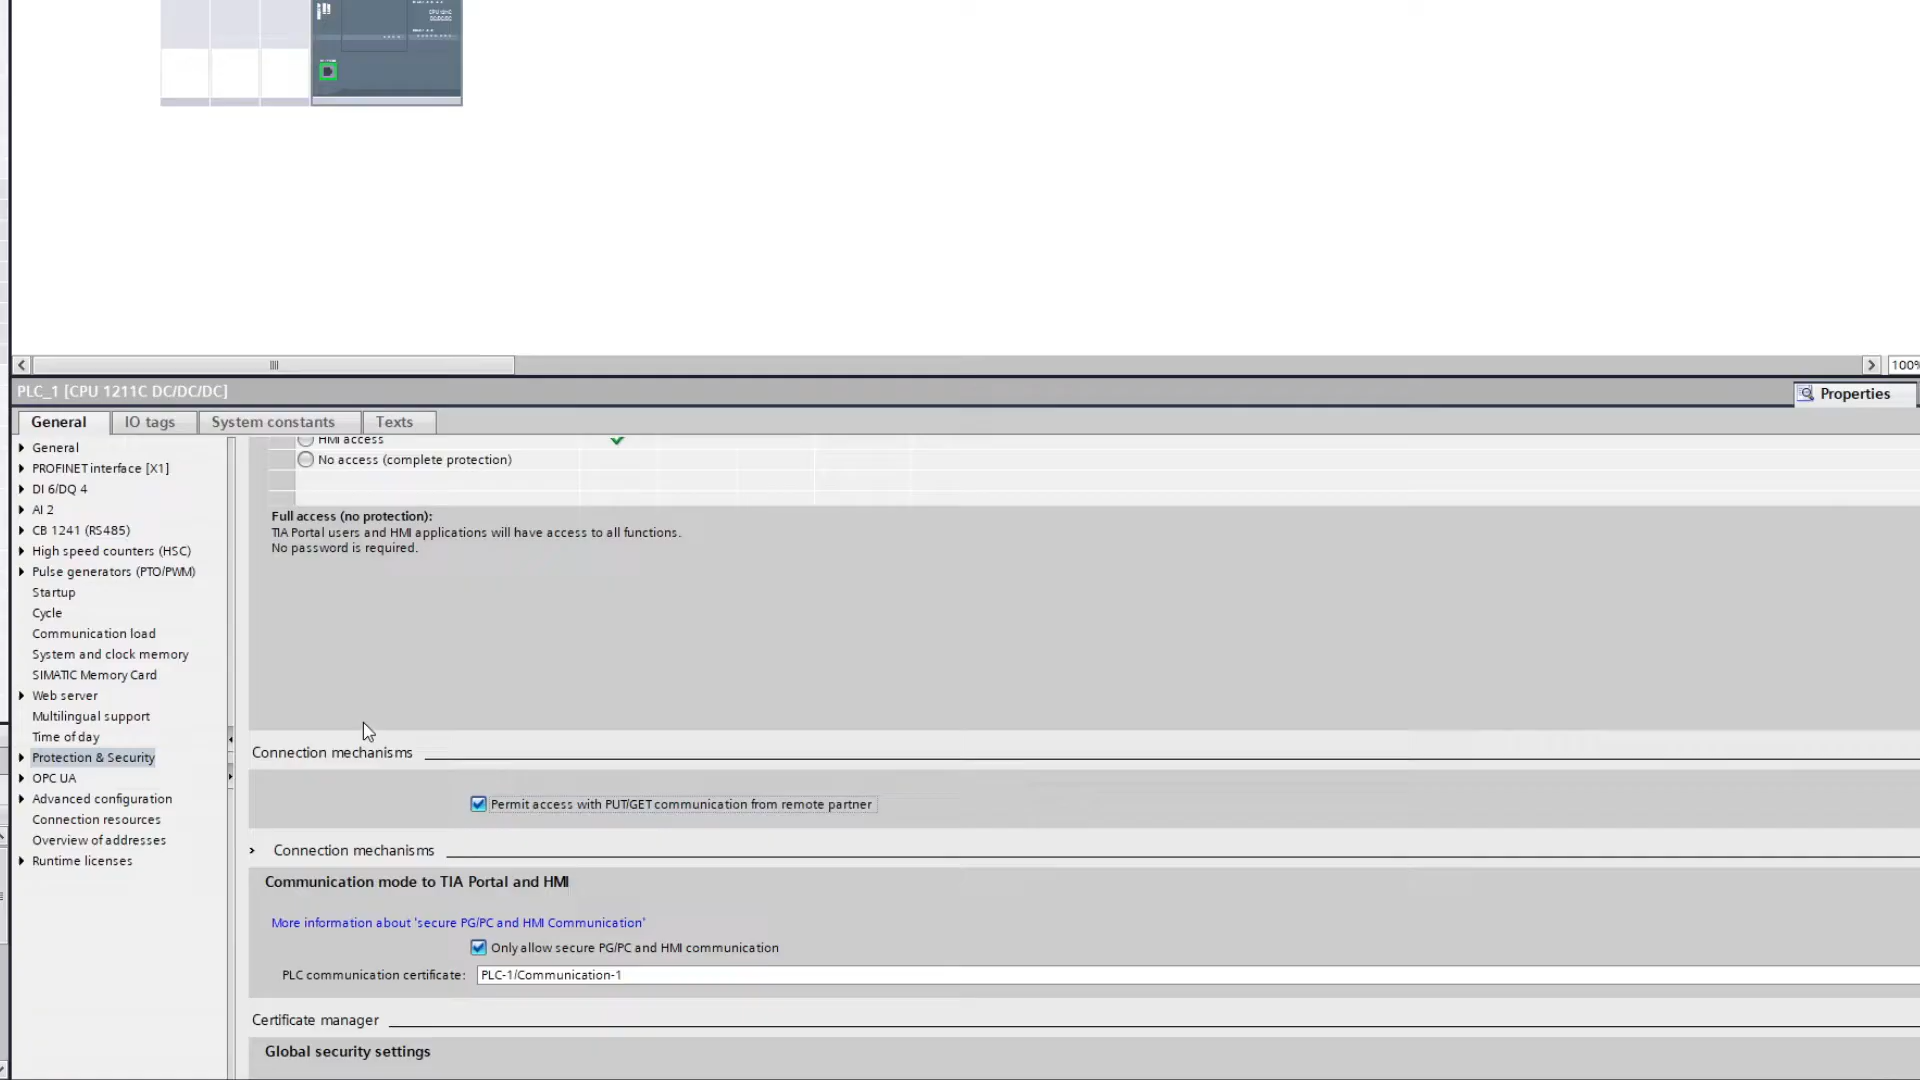 CPU 1211C
DC/DC/DC
100%
PLC_1 [CPU 1211C DC/DC/DC]
Properties
General
IO tags
System constants
Texts
General
PROFINET interface [X1]
DI 6/DQ 4
AI 2
CB 1241 (RS485)
High speed counters (HSC)
Pulse generators (PTO/PWM)
Startup
Cycle
Communication load
System and clock memory
SIMATIC Memory Card
Web server
Multilingual support
Time of day
Protection & Security
OPC UA
Advanced configuration
Connection resources
Overview of addresses
Runtime licenses
HMI access
No access (complete protection)
Full access (no protection):
TIA Portal users and HMI applications will have access to all functions.
No password is required.
Connection mechanisms
Permit access with PUT/GET communication from remote partner
Connection mechanisms
Communication mode to TIA Portal and HMI
More information about 'secure PG/PC and HMI Communication'
Only allow secure PG/PC and HMI communication
PLC communication certificate:
PLC-1/Communication-1
Certificate manager
Global security settings